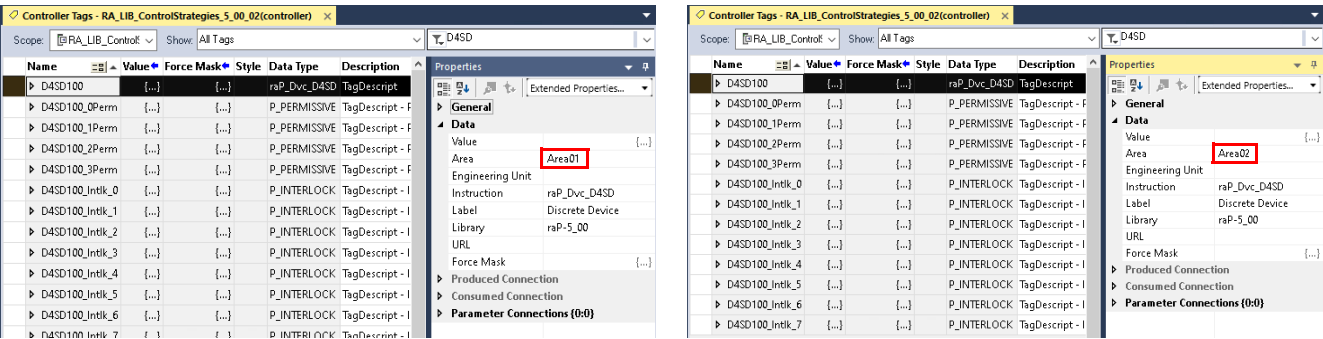 Controller Tags - RA_LIB_ControlStrategies_5_00_02(controller) ×
Scope: RA_LIB_Control Show: All Tags D4SD
Name Value Force Mask Style Data Type Description
D4SD100 {...} {...} raP_Dvc_D4SD TagDescript
D4SD100_0Perm {...} {...} P_PERMISSIVE TagDescript - P
D4SD100_1Perm {...} {...} P_PERMISSIVE TagDescript - P
D4SD100_2Perm {...} {...} P_PERMISSIVE TagDescript - P
D4SD100_3Perm {...} {...} P_PERMISSIVE TagDescript - P
D4SD100_Intlk_0 {...} {...} P_INTERLOCK TagDescript - I
D4SD100_Intlk_1 {...} {...} P_INTERLOCK TagDescript - I
D4SD100_Intlk_2 {...} {...} P_INTERLOCK TagDescript - I
D4SD100_Intlk_3 {...} {...} P_INTERLOCK TagDescript - I
D4SD100_Intlk_4 {...} {...} P_INTERLOCK TagDescript - I
D4SD100_Intlk_5 {...} {...} P_INTERLOCK TagDescript - I
D4SD100_Intlk_6 {...} {...} P_INTERLOCK TagDescript - I
D4SD100_Intlk_7 {...} {...} P_INTERLOCK TagDescript - I
Properties
Extended Properties...
General
Data
Value {...}
Area Area01
Engineering Unit
Instruction raP_Dvc_D4SD
Label Discrete Device
Library raP-5_00
URL
Force Mask {...}
Produced Connection
Consumed Connection
Parameter Connections {0:0}
Controller Tags - RA_LIB_ControlStrategies_5_00_02(controller) ×
Scope: RA_LIB_Control Show: All Tags D4SD
Name Value Force Mask Style Data Type Description
D4SD100 {...} {...} raP_Dvc_D4SD TagDescript
D4SD100_0Perm {...} {...} P_PERMISSIVE TagDescript - P
D4SD100_1Perm {...} {...} P_PERMISSIVE TagDescript - P
D4SD100_2Perm {...} {...} P_PERMISSIVE TagDescript - P
D4SD100_3Perm {...} {...} P_PERMISSIVE TagDescript - P
D4SD100_Intlk_0 {...} {...} P_INTERLOCK TagDescript - I
D4SD100_Intlk_1 {...} {...} P_INTERLOCK TagDescript - I
D4SD100_Intlk_2 {...} {...} P_INTERLOCK TagDescript - I
D4SD100_Intlk_3 {...} {...} P_INTERLOCK TagDescript - I
D4SD100_Intlk_4 {...} {...} P_INTERLOCK TagDescript - I
D4SD100_Intlk_5 {...} {...} P_INTERLOCK TagDescript - I
D4SD100_Intlk_6 {...} {...} P_INTERLOCK TagDescript - I
D4SD100_Intlk_7 {...} {...} P_INTERLOCK TagDescript - I
Properties
Extended Properties...
General
Data
Value {...}
Area Area02
Engineering Unit
Instruction raP_Dvc_D4SD
Label Discrete Device
Library raP-5_00
URL
Force Mask {...}
Produced Connection
Consumed Connection
Parameter Connections {0:0}